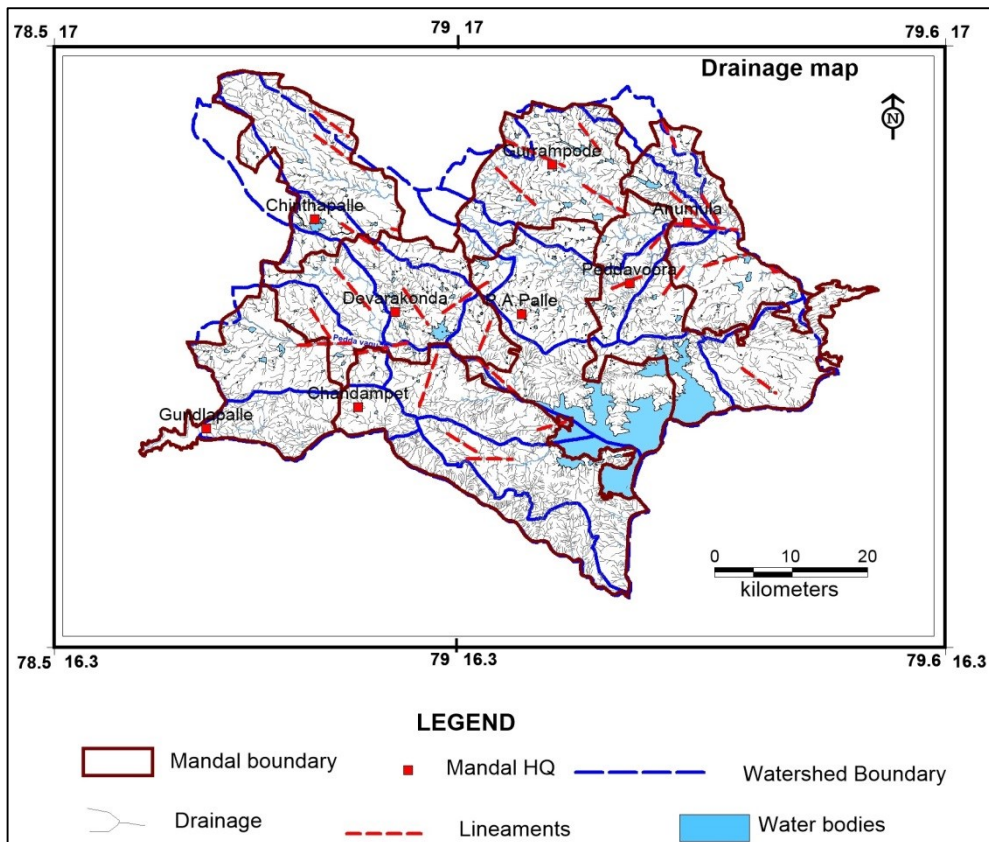 78.5 17
79 17
79.6 17
Drainage map
N
Gurrampode
Chinthapalle
Anumula
Peddavoora
Devarakonda
P.A.Palle
Pedda vagu
Chandampet
Gundlapalle
0 10 20
kilometers
78.5 16.3
79 16.3
79.6 16.3
LEGEND
Mandal boundary
Mandal HQ
Watershed Boundary
Drainage
Lineaments
Water bodies